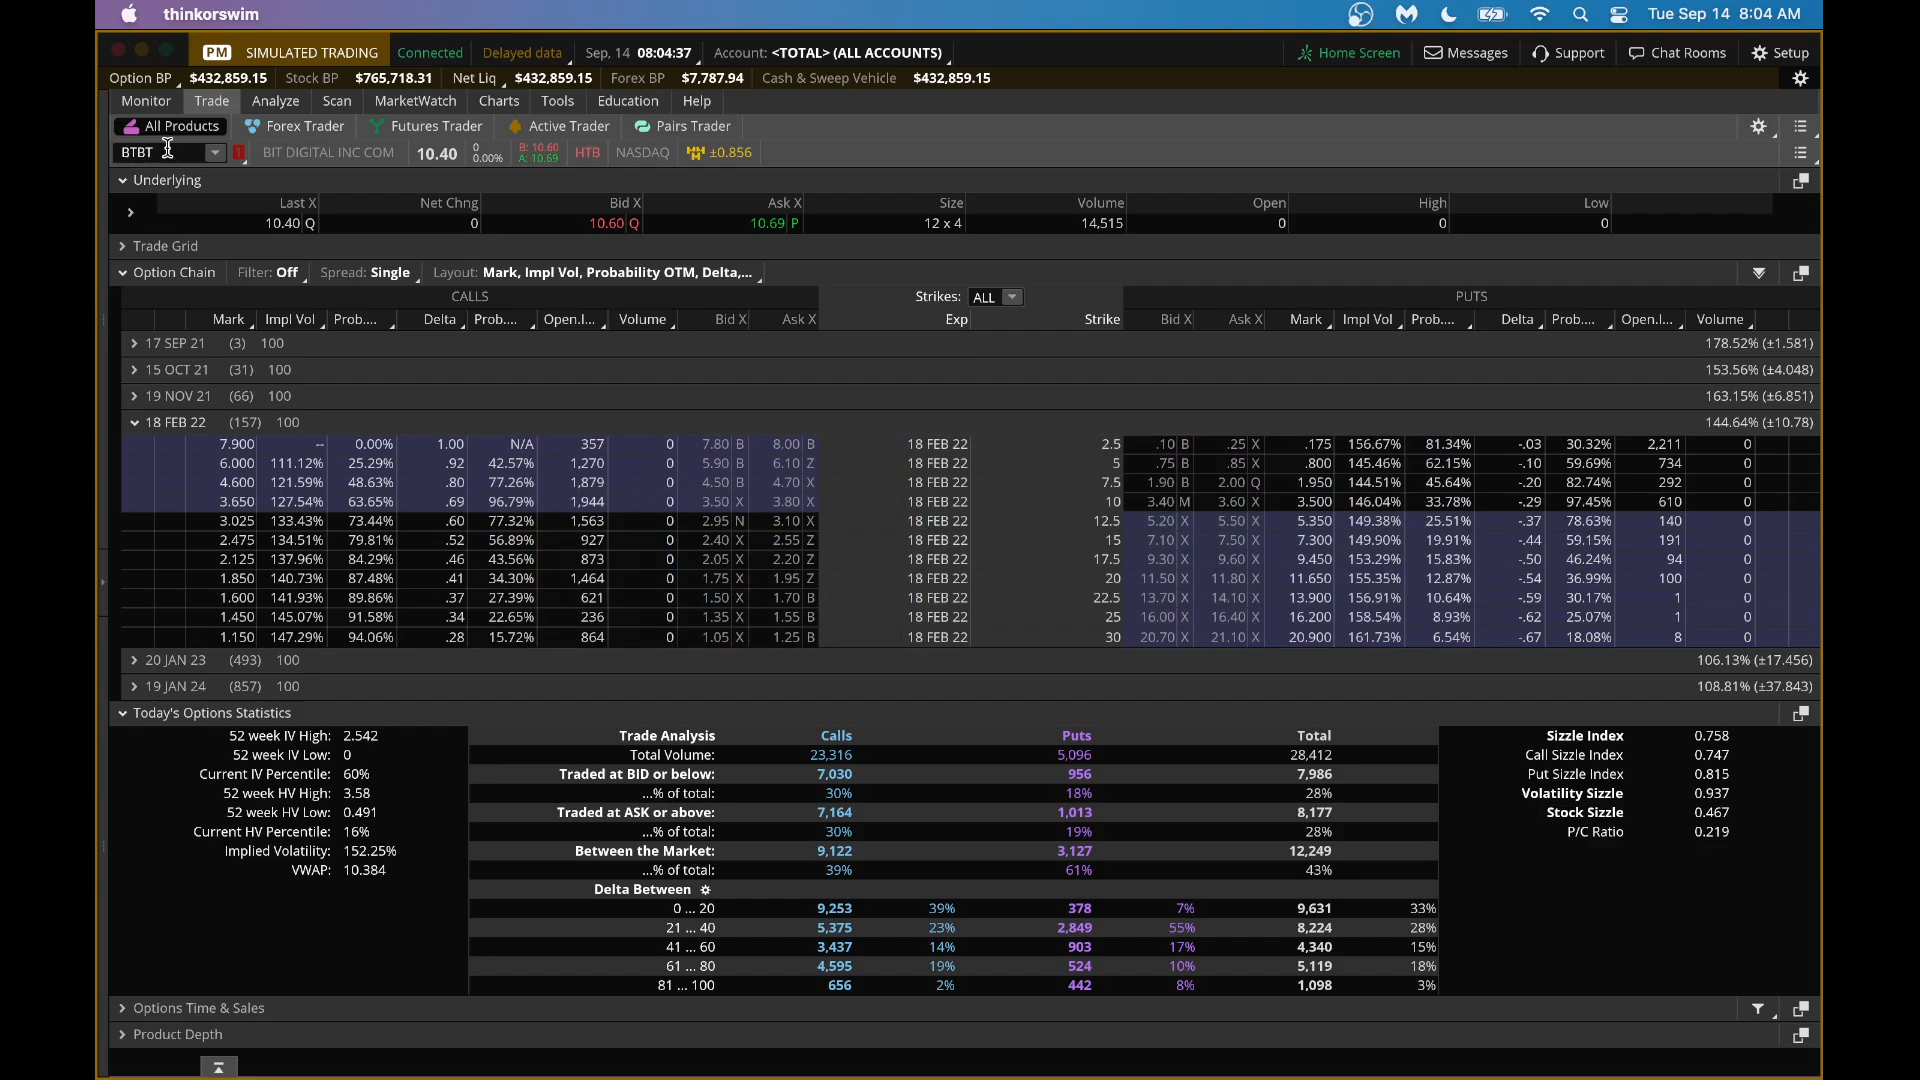 thinkorswim Tue Sep 14 8:04 AM
PM SIMULATED TRADING Connected Delayed data Sep, 14 08:04:37 Account: <TOTAL> (ALL ACCOUNTS) Home Screen Messages Support Chat Rooms Setup
Option BP $432,859.15 Stock BP $765,718.31 Net Liq $432,859.15 Forex BP $7,787.94 Cash & Sweep Vehicle $432,859.15
Monitor Trade Analyze Scan MarketWatch Charts Tools Education Help
All Products Forex Trader Futures Trader Active Trader Pairs Trader
BTBT 1 BIT DIGITAL INC COM 10.40 0 0.00% B: 10.60 A: 10.69 HTB NASDAQ ±0.856
Underlying
Last X Net Chng Bid X Ask X Size Volume Open High Low
10.40 Q 0 10.60 Q 10.69 P 12 x 4 14,515 0 0 0
Trade Grid
Option Chain Filter: Off Spread: Single Layout: Mark, Impl Vol, Probability OTM, Delta,...
CALLS Strikes: ALL PUTS
Mark Impl Vol Prob.... Delta Prob.... Open.I... Volume Bid X Ask X Exp Strike Bid X Ask X Mark Impl Vol Prob.... Delta Prob.... Open.I... Volume
17 SEP 21 (3) 100 178.52% (±1.581)
15 OCT 21 (31) 100 153.56% (±4.048)
19 NOV 21 (66) 100 163.15% (±6.851)
18 FEB 22 (157) 100 144.64% (±10.78)
7.900 -- 0.00% 1.00 N/A 357 0 7.80 B 8.00 B 18 FEB 22 2.5 .10 B .25 X .175 156.67% 81.34% -.03 30.32% 2,211 0
6.000 111.12% 25.29% .92 42.57% 1,270 0 5.90 B 6.10 Z 18 FEB 22 5 .75 B .85 X .800 145.46% 62.15% -.10 59.69% 734 0
4.600 121.59% 48.63% .80 77.26% 1,879 0 4.50 B 4.70 X 18 FEB 22 7.5 1.90 B 2.00 Q 1.950 144.51% 45.64% -.20 82.74% 292 0
3.650 127.54% 63.65% .69 96.79% 1,944 0 3.50 X 3.80 X 18 FEB 22 10 3.40 M 3.60 X 3.500 146.04% 33.78% -.29 97.45% 610 0
3.025 133.43% 73.44% .60 77.32% 1,563 0 2.95 N 3.10 X 18 FEB 22 12.5 5.20 X 5.50 X 5.350 149.38% 25.51% -.37 78.63% 140 0
2.475 134.51% 79.81% .52 56.89% 927 0 2.40 X 2.55 Z 18 FEB 22 15 7.10 X 7.50 X 7.300 149.90% 19.91% -.44 59.15% 191 0
2.125 137.96% 84.29% .46 43.56% 873 0 2.05 X 2.20 Z 18 FEB 22 17.5 9.30 X 9.60 X 9.450 153.29% 15.83% -.50 46.24% 94 0
1.850 140.73% 87.48% .41 34.30% 1,464 0 1.75 X 1.95 Z 18 FEB 22 20 11.50 X 11.80 X 11.650 155.35% 12.87% -.54 36.99% 100 0
1.600 141.93% 89.86% .37 27.39% 621 0 1.50 X 1.70 B 18 FEB 22 22.5 13.70 X 14.10 X 13.900 156.91% 10.64% -.59 30.17% 1 0
1.450 145.07% 91.58% .34 22.65% 236 0 1.35 X 1.55 B 18 FEB 22 25 16.00 X 16.40 X 16.200 158.54% 8.93% -.62 25.07% 1 0
1.150 147.29% 94.06% .28 15.72% 864 0 1.05 X 1.25 B 18 FEB 22 30 20.70 X 21.10 X 20.900 161.73% 6.54% -.67 18.08% 8 0
20 JAN 23 (493) 100 106.13% (±17.456)
19 JAN 24 (857) 100 108.81% (±37.843)
Today's Options Statistics
52 week IV High: 2.542 Trade Analysis Calls Puts Total Sizzle Index 0.758
52 week IV Low: 0 Total Volume: 23,316 5,096 28,412 Call Sizzle Index 0.747
Current IV Percentile: 60% Traded at BID or below: 7,030 956 7,986 Put Sizzle Index 0.815
52 week HV High: 3.58 ...% of total: 30% 18% 28% Volatility Sizzle 0.937
52 week HV Low: 0.491 Traded at ASK or above: 7,164 1,013 8,177 Stock Sizzle 0.467
Current HV Percentile: 16% ...% of total: 30% 19% 28% P/C Ratio 0.219
Implied Volatility: 152.25% Between the Market: 9,122 3,127 12,249
VWAP: 10.384 ...% of total: 39% 61% 43%
Delta Between
0 ... 20 9,253 39% 378 7% 9,631 33%
21 ... 40 5,375 23% 2,849 55% 8,224 28%
41 ... 60 3,437 14% 903 17% 4,340 15%
61 ... 80 4,595 19% 524 10% 5,119 18%
81 ... 100 656 2% 442 8% 1,098 3%
Options Time & Sales
Product Depth